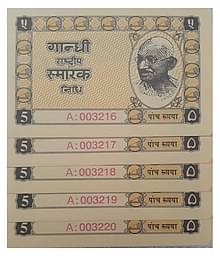 गान्धी
राष्ट्रीय
स्मारक
निधि
5 A:003216 पांच रुपया ५
5 A:003217 पांच रुपया ५
5 A:003218 पांच रुपया ५
5 A:003219 पांच रुपया ५
5 A:003220 पांच रुपया ५